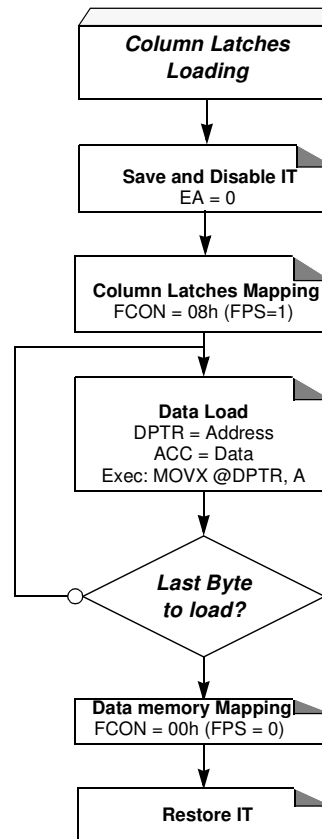 Column Latches
Loading
Save and Disable IT
EA = 0
Column Latches Mapping
FCON = 08h (FPS=1)
Data Load
DPTR = Address
ACC = Data
Exec: MOVX @DPTR, A
Last Byte
to load?
Data memory Mapping
FCON = 00h (FPS = 0)
Restore IT